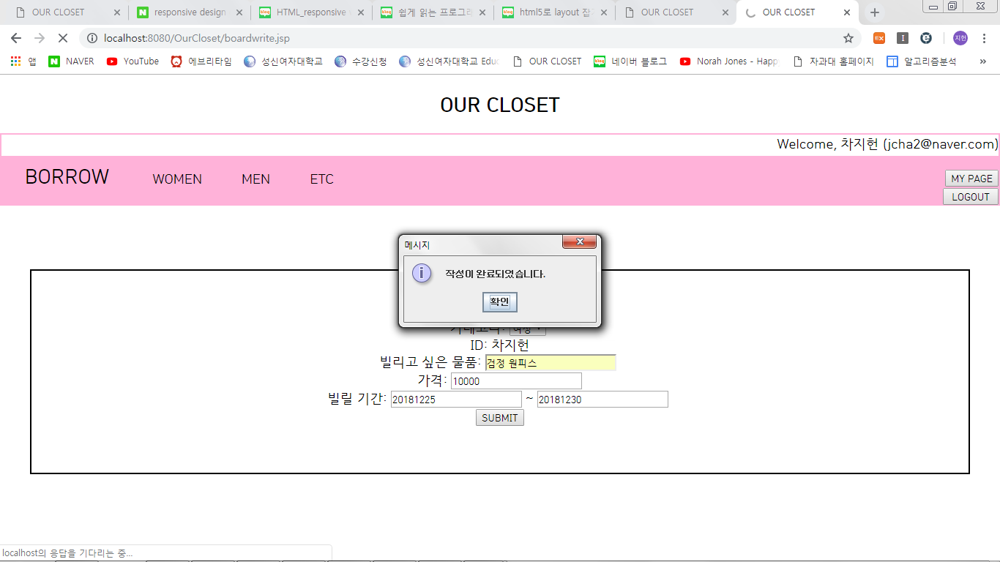 OUR CLOSET
responsive design
HTML_responsive
쉽게 읽는 프로그래
html5로 layout 잡
OUR CLOSET
OUR CLOSET
localhost:8080/OurCloset/boardwrite.jsp
지헌
앱
NAVER
YouTube
에브리타임
성신여자대학교
수강신청
성신여자대학교 Edu
OUR CLOSET
네이버 블로그
Norah Jones - Happ
자과대 홈페이지
알고리즘분석
»
OUR CLOSET
Welcome, 차지헌 (jcha2@naver.com)
BORROW WOMEN MEN ETC
MY PAGE
LOGOUT
메시지
작성이 완료되었습니다.
확인
카테고리: 여성
ID: 차지헌
빌리고 싶은 물품: 검정 원피스
가격: 10000
빌릴 기간: 20181225 ~ 20181230
SUBMIT
localhost의 응답을 기다리는 중...